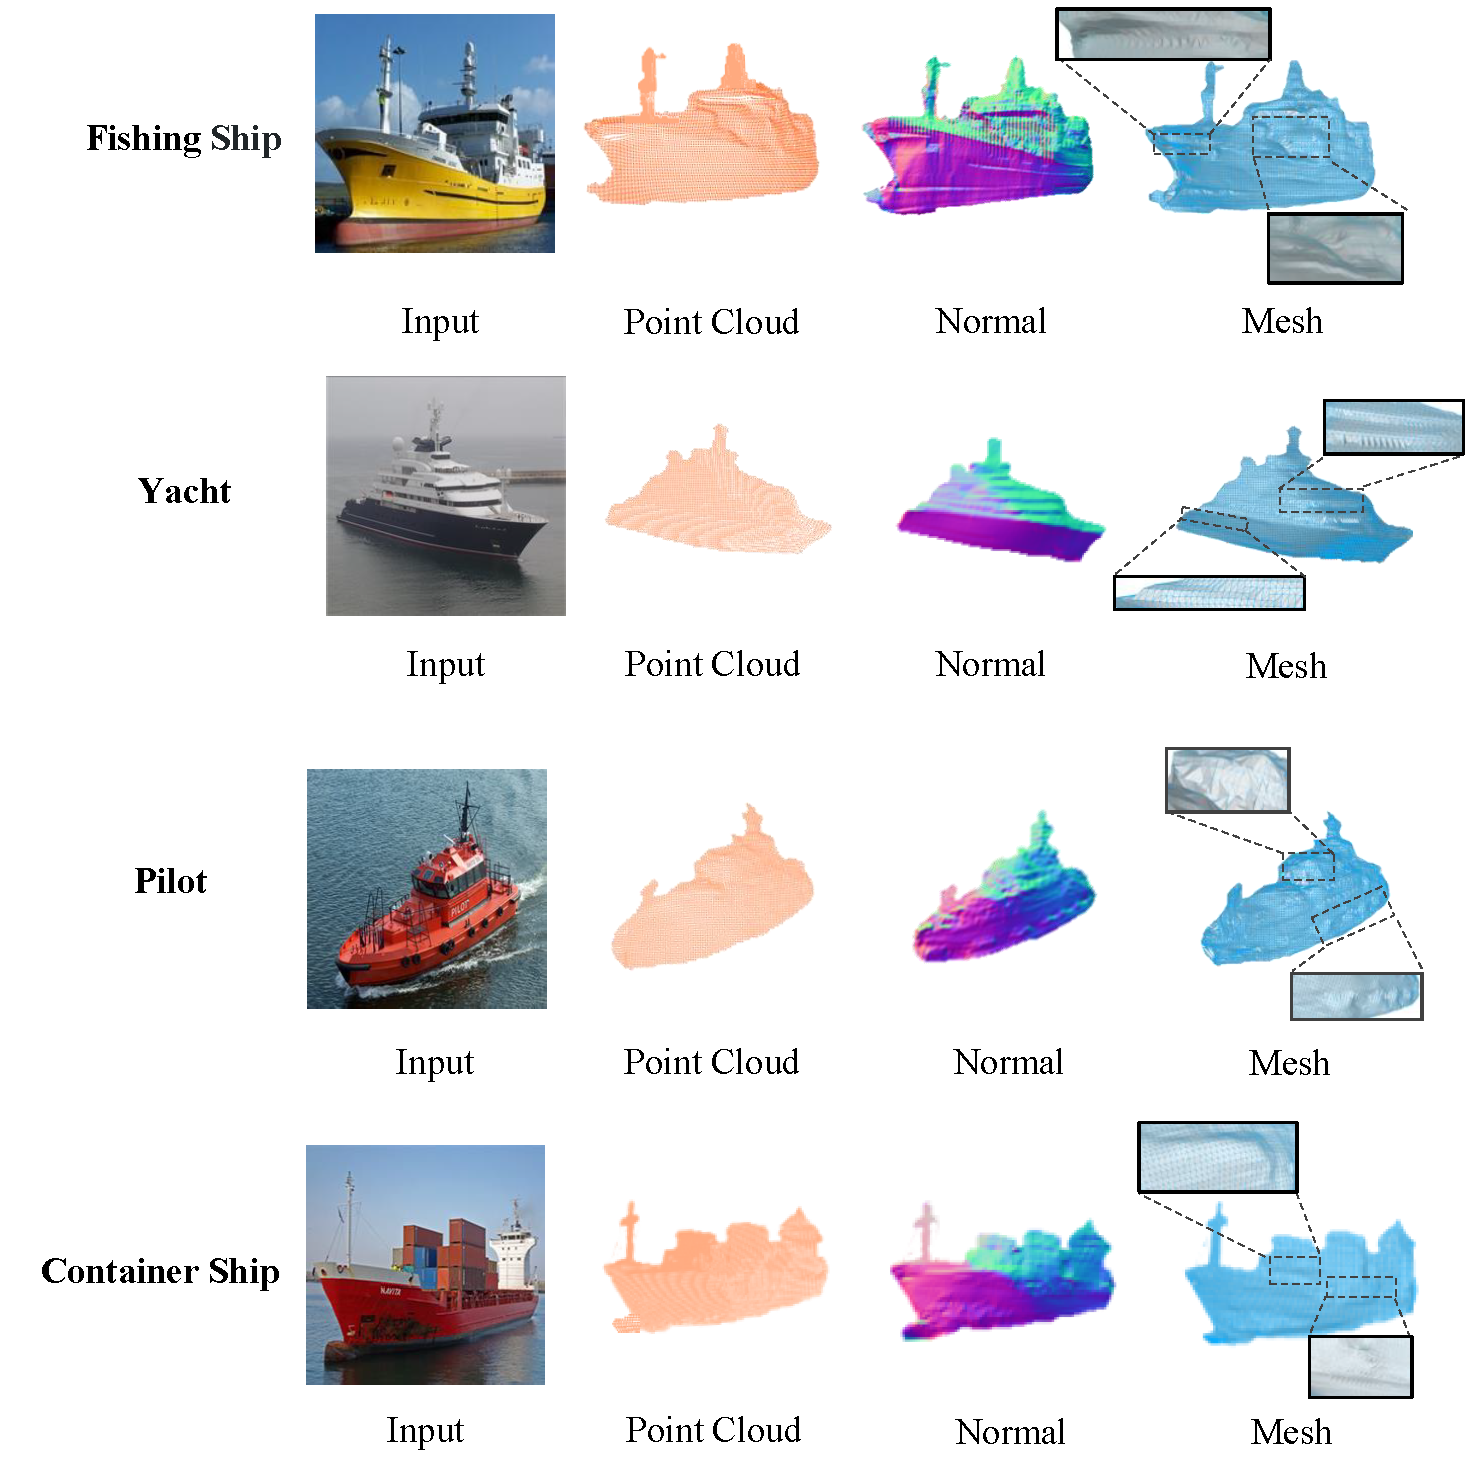 Fishing Ship
Input Point Cloud Normal Mesh
Yacht
Input Point Cloud Normal Mesh
PILOT
Pilot
Input Point Cloud Normal Mesh
NAVITA
Container Ship
Input Point Cloud Normal Mesh